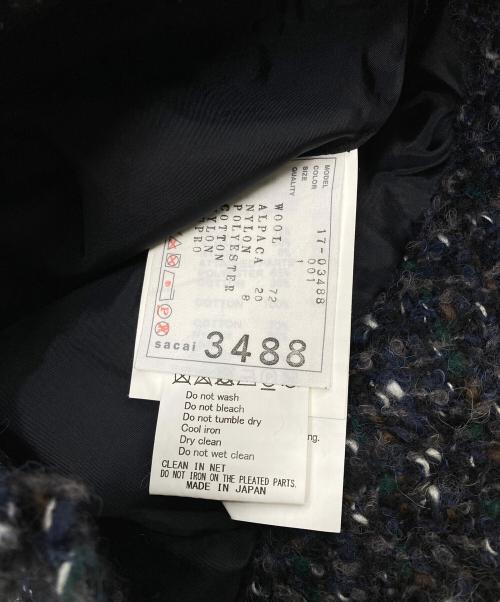 MODEL 17-03488
COLOR 001
SIZE 1
QUALITY
WOOL 72
ALPACA 20
NYLON 8
POLYESTER
COTTON
NYLON
sacai 3488
Do not wash
Do not bleach
Do not tumble dry
Cool iron
Dry clean
Do not wet clean
CLEAN IN NET
DO NOT IRON ON THE PLEATED PARTS.
MADE IN JAPAN
ng.